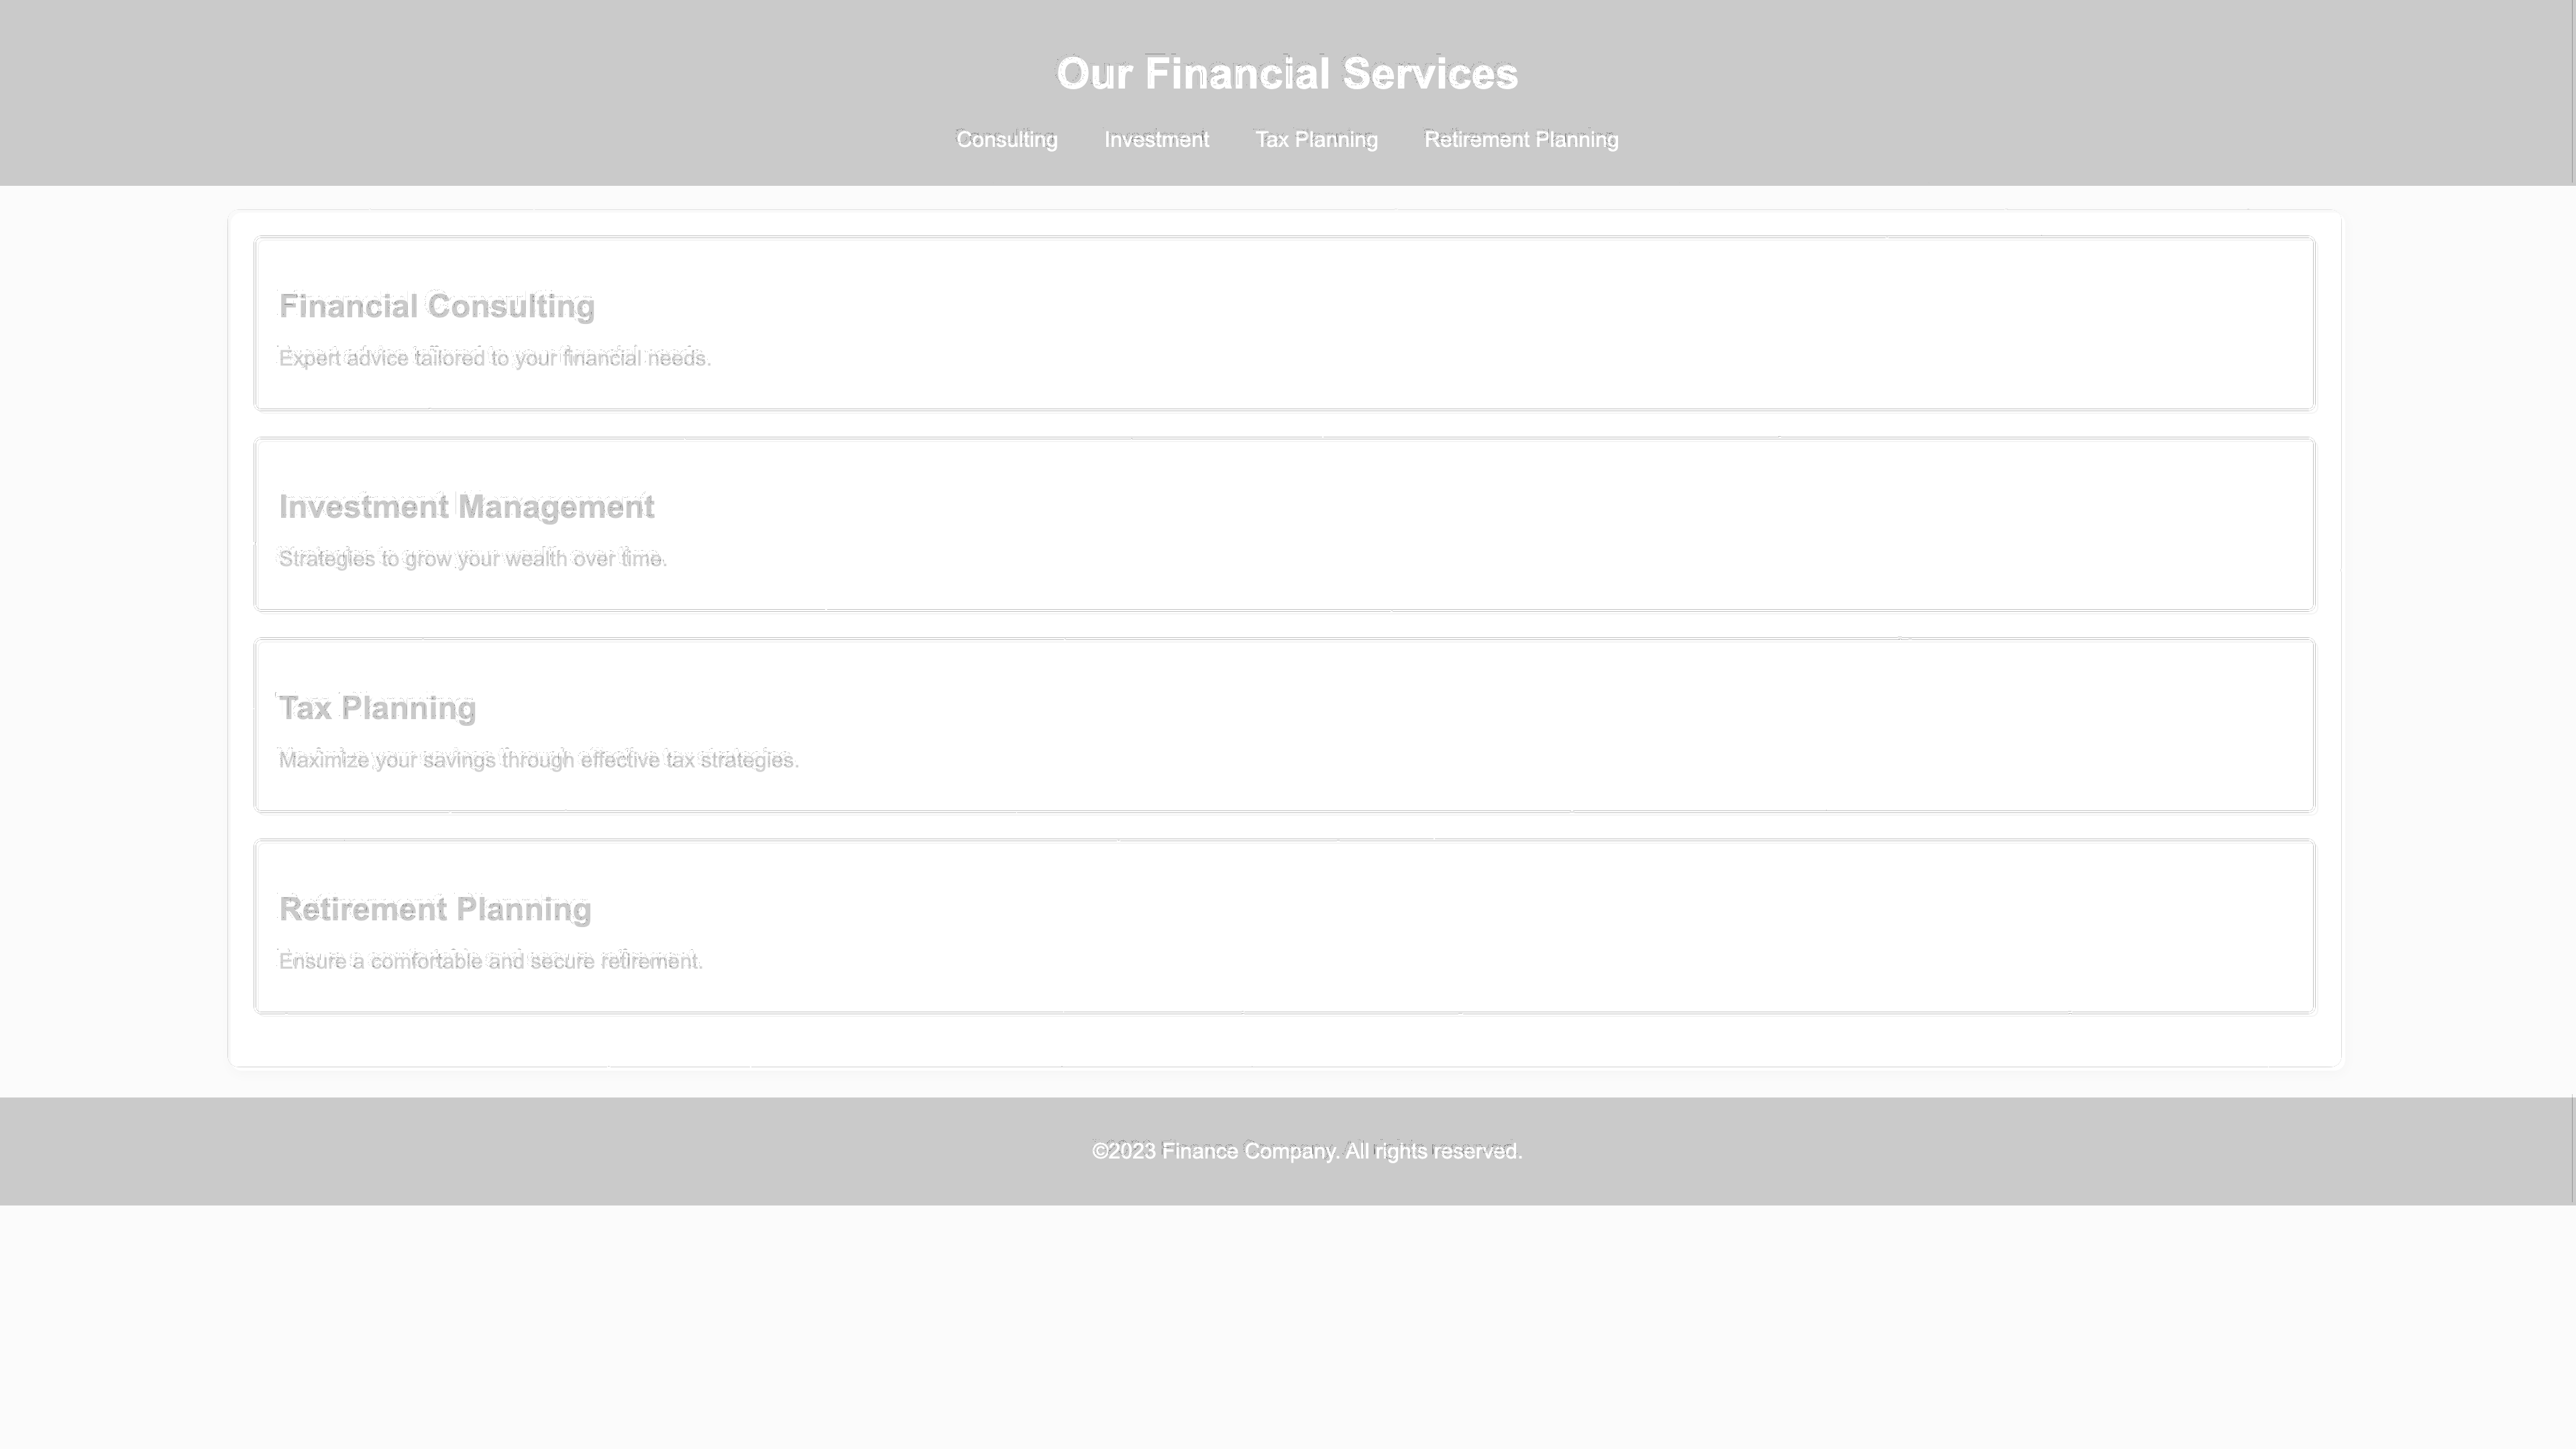 Our Financial Services
Consulting Investment Tax Planning Retirement Planning
Financial Consulting
Expert advice tailored to your financial needs.
Investment Management
Strategies to grow your wealth over time.
Tax Planning
Maximize your savings through effective tax strategies.
Retirement Planning
Ensure a comfortable and secure retirement.
©2023 Finance Company. All rights reserved.